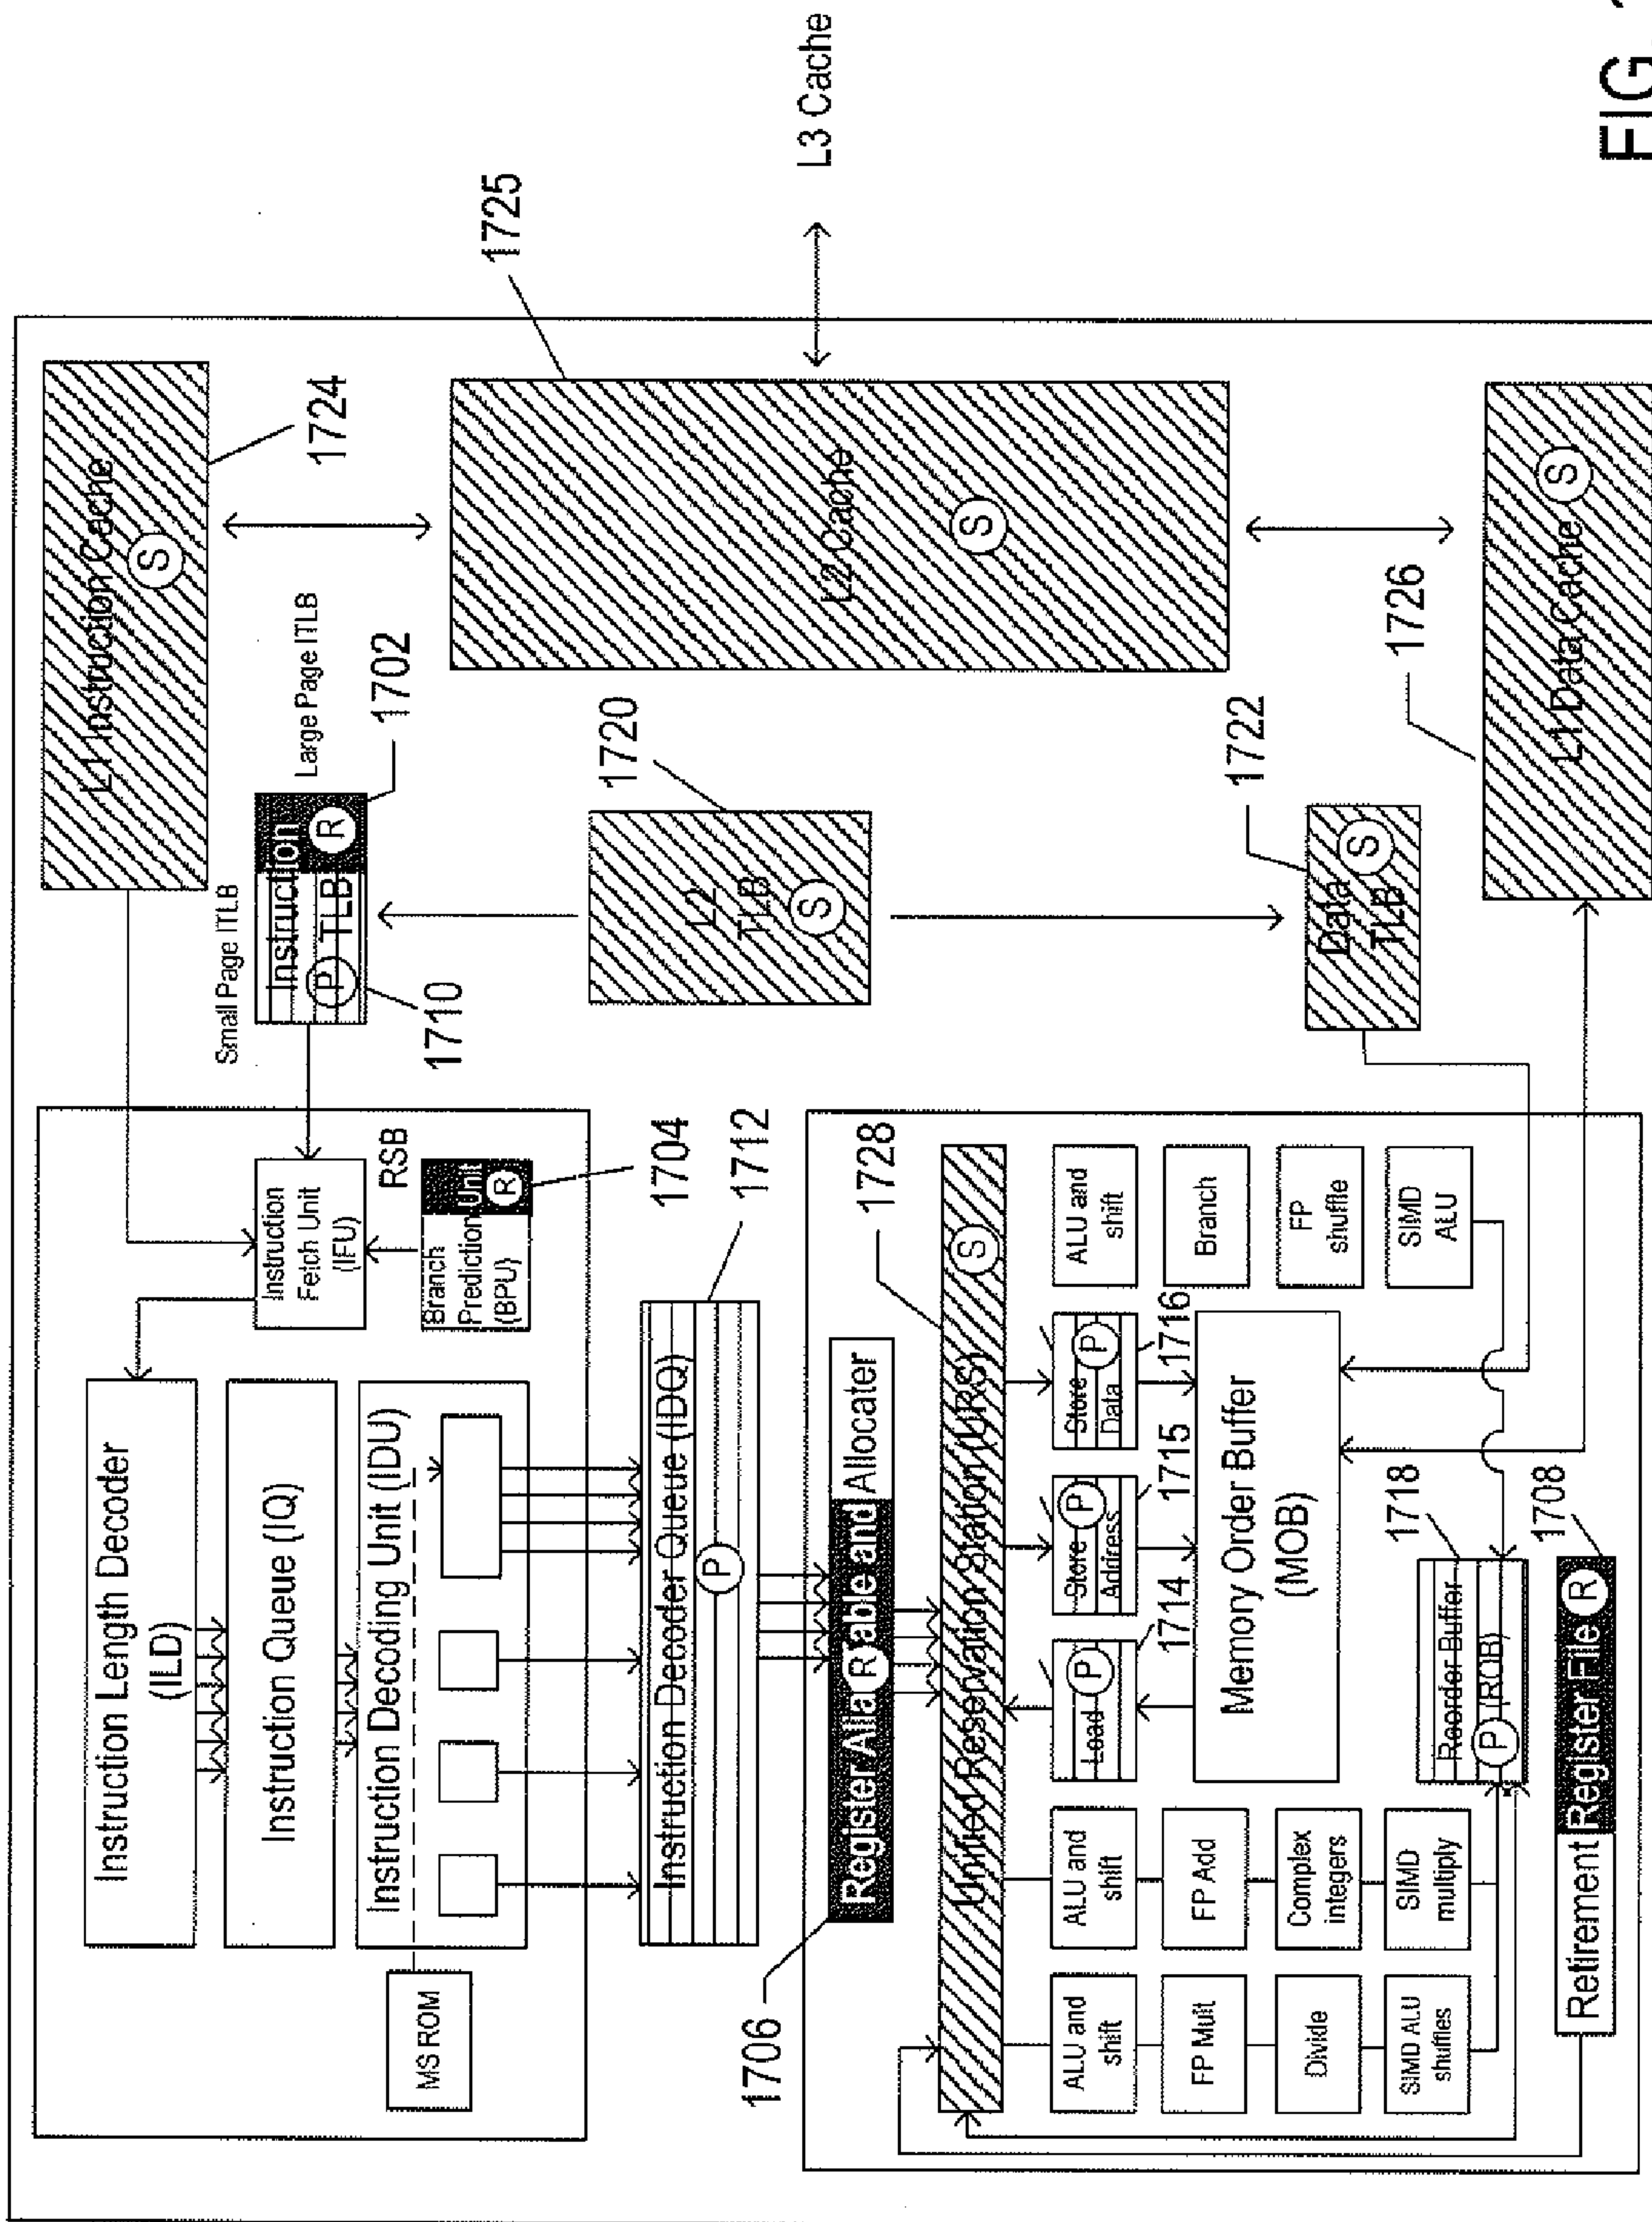 Instruction Length Decoder
(ILD)
Instruction Queue (IQ)
Instruction Decoding Unit (IDU)
MS ROM
Instruction
Fetch Unit
(IFU)
RSB
Branch
Prediction
(BPU)
Unit
R
1704
Small Page ITLB
Large Page ITLB
Instruction
P TLB
R
1710
1702
L1 Instruction Cache
S
1724
L2
TLB
S
1720
L2 Cache
S
1725
L3 Cache
Instruction Decoder Queue (IDQ)
P
1712
1706
Register Alia R able and Allocater
Unified Reservation Station (URS)
S
1728
ALU and
shift
ALU and
shift
Load
P
1714
Store
Address
P
1715
Store
Data
P
1716
ALU and
shift
FP Mult
FP Add
Memory Order Buffer
(MOB)
Branch
Divide
Complex
integers
FP
shuffle
SIMD ALU
shuffles
SIMD
multiply
SIMD
ALU
Reorder Buffer
P (ROB)
1718
Retirement Register File R
1708
Data
TLB
S
1722
L1 Data Cache
S
1726
FIG.